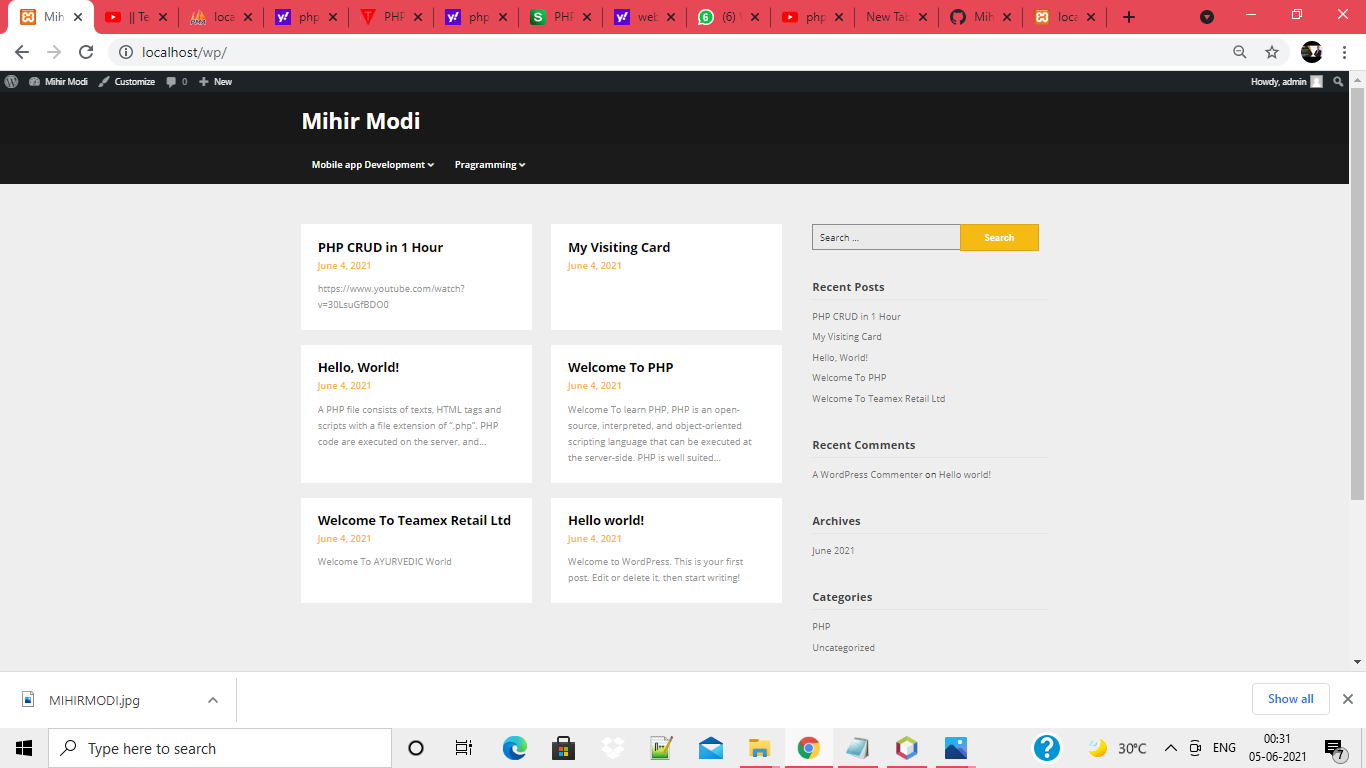 Mih
|| Te
loca
php
PHP
php
PHP
web
(6)
php
New Tab
Mih
loca
localhost/wp/
Mihir Modi
Customize
0
New
Howdy, admin
Mihir Modi
Mobile app Development
Pragramming
PHP CRUD in 1 Hour
June 4, 2021
https://www.youtube.com/watch?
v=30LsuGfBDO0
My Visiting Card
June 4, 2021
Hello, World!
June 4, 2021
A PHP file consists of texts, HTML tags and
scripts with a file extension of “.php”. PHP
code are executed on the server, and...
Welcome To PHP
June 4, 2021
Welcome To learn PHP, PHP is an open-
source, interpreted, and object-oriented
scripting language that can be executed at
the server-side. PHP is well suited...
Welcome To Teamex Retail Ltd
June 4, 2021
Welcome To AYURVEDIC World
Hello world!
June 4, 2021
Welcome to WordPress. This is your first
post. Edit or delete it, then start writing!
Search ...
Search
Recent Posts
PHP CRUD in 1 Hour
My Visiting Card
Hello, World!
Welcome To PHP
Welcome To Teamex Retail Ltd
Recent Comments
A WordPress Commenter on Hello world!
Archives
June 2021
Categories
PHP
Uncategorized
MIHIRMODI.jpg
Show all
Type here to search
30°C
ENG
00:31
05-06-2021
7